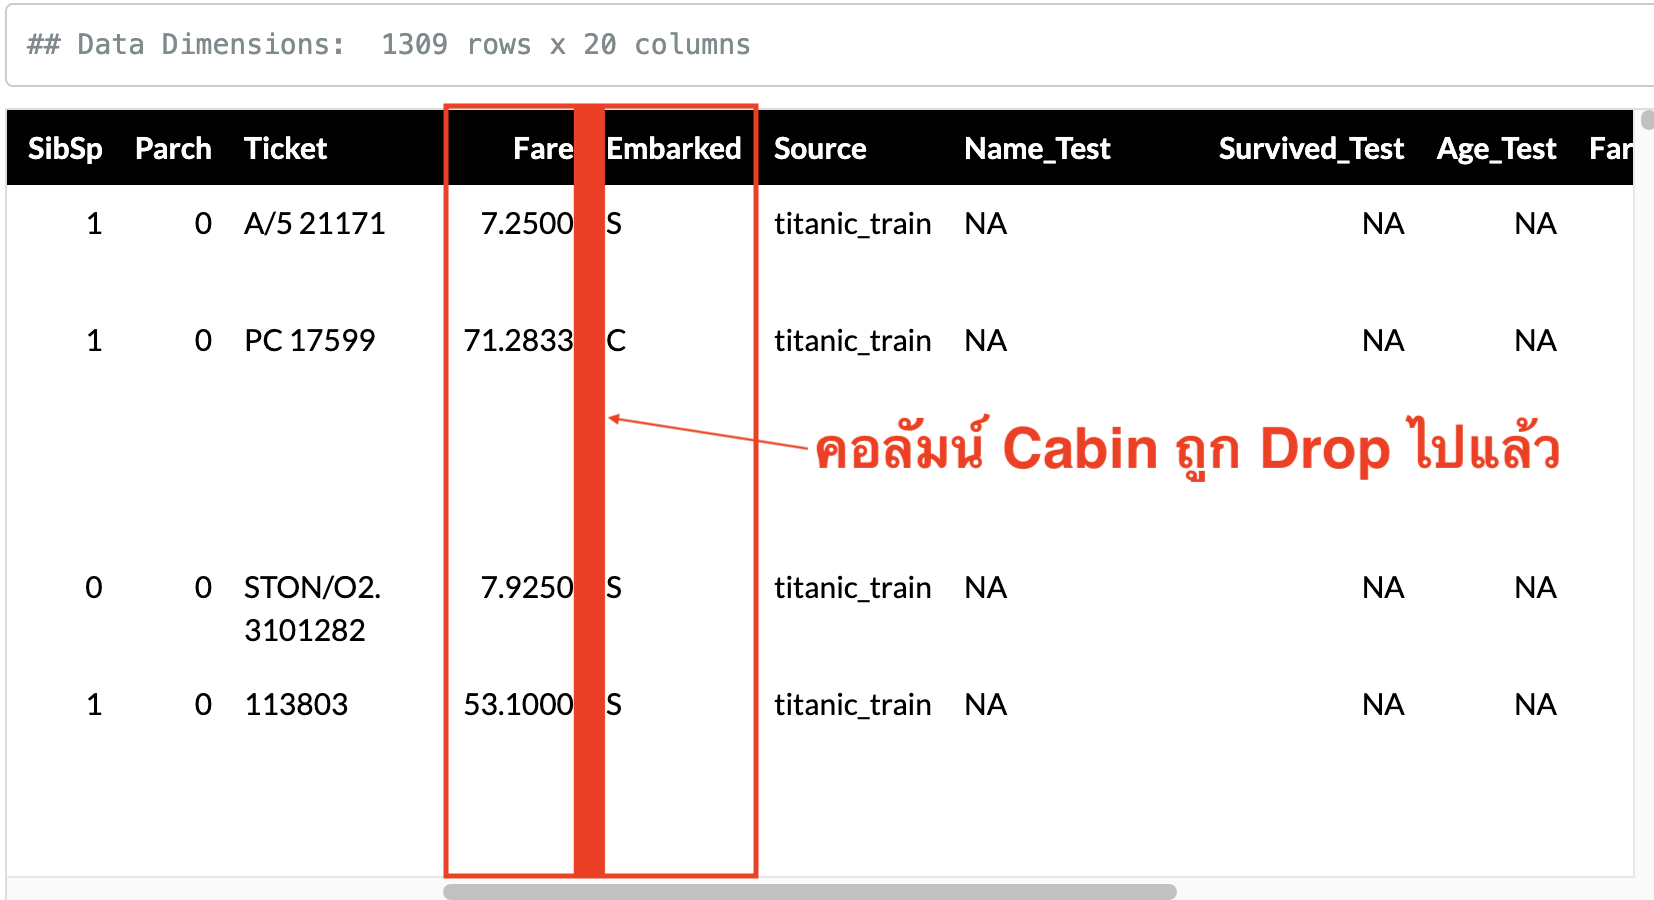 ## Data Dimensions:  1309 rows x 20 columns
SibSp Parch Ticket Fare Embarked Source Name_Test Survived_Test Age_Test Far
1 0 A/5 21171 7.2500 S titanic_train NA NA NA
1 0 PC 17599 71.2833 C titanic_train NA NA NA
คอลัมน์ Cabin ถูก Drop ไปแล้ว
0 0 STON/O2. 7.9250 S titanic_train NA NA NA
3101282
1 0 113803 53.1000 S titanic_train NA NA NA